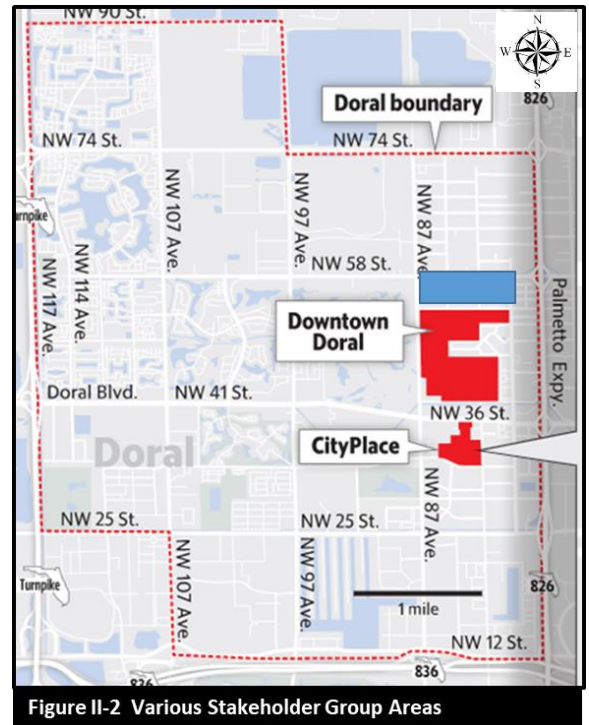 NW 90 St.
N
W
E
S
826
Doral boundary
NW 74 St.
NW 74 St.
NW 107 Ave.
NW 97 Ave.
NW 87 Ave.
urnpike
NW 58 St.
NW 117 Ave.
NW 114 Ave.
Palmetto Expy.
Downtown
Doral
Doral Blvd.
NW 41 St.
NW 36 St.
CityPlace
Doral
NW 87 Ave.
NW 25 St.
NW 25 St.
NW 107 Ave.
NW 97 Ave.
Turnpike
826
1 mile
NW 12 St.
836
826
Figure II-2 Various Stakeholder Group Areas